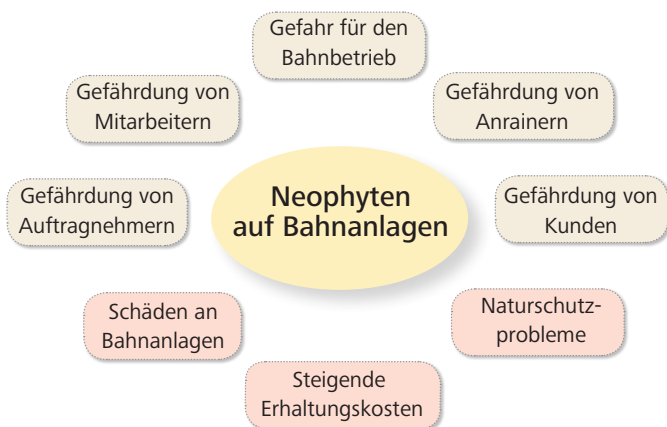 Gefahr für den
Bahnbetrieb
Gefährdung von
Mitarbeitern
Gefährdung von
Anrainern
Gefährdung von
Auftragnehmern
Neophyten
auf Bahnanlagen
Gefährdung von
Kunden
Schäden an
Bahnanlagen
Naturschutz-
probleme
Steigende
Erhaltungskosten